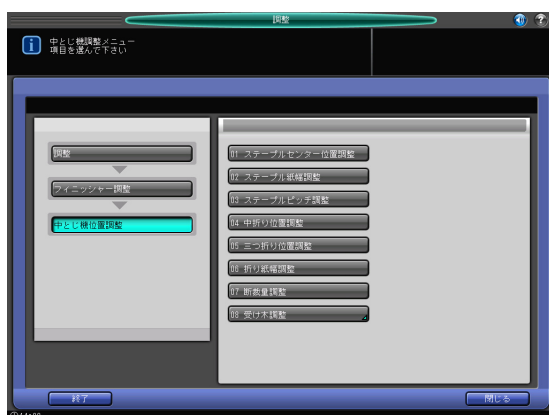 調整
中とじ機調整メニュー
項目を選んで下さい
調整
フィニッシャー調整
中とじ機位置調整
01 ステープルセンター位置調整
02 ステープル紙幅調整
03 ステープルピッチ調整
04 中折り位置調整
05 三つ折り位置調整
06 折り紙幅調整
07 断裁量調整
08 受け木調整
終了
閉じる